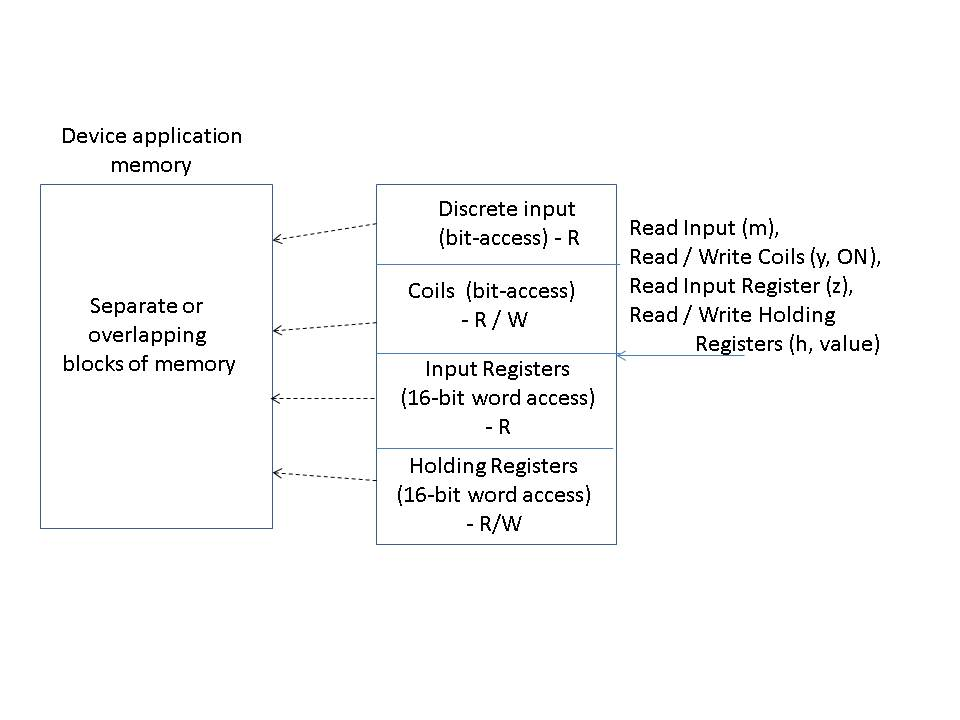 Device application
memory
Separate or
overlapping
blocks of memory
Discrete input
(bit-access) - R
Coils (bit-access)
- R / W
Input Registers
(16-bit word access)
- R
Holding Registers
(16-bit word access)
- R/W
Read Input (m),
Read / Write Coils (y, ON),
Read Input Register (z),
Read / Write Holding
Registers (h, value)